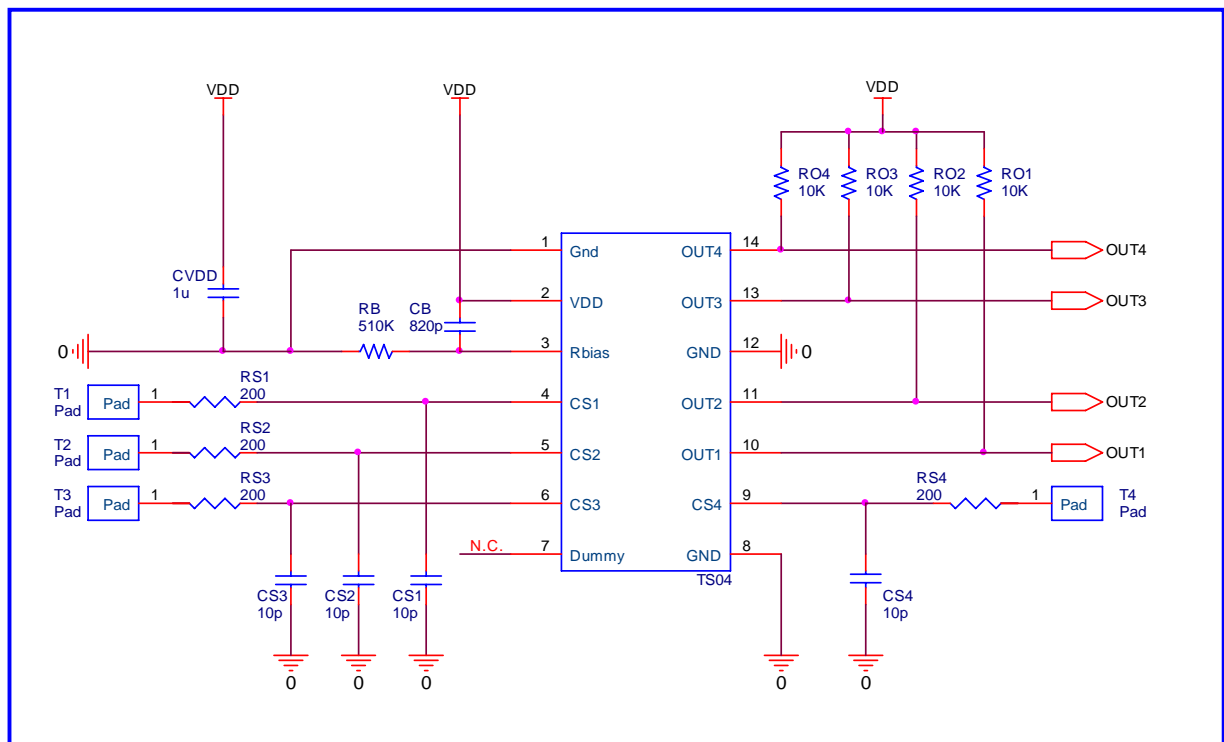 VDD
VDD
VDD
RO4
10K
RO3
10K
RO2
10K
RO1
10K
CVDD
1u
RB
510K
CB
820p
0
1
Gnd
OUT4
14
OUT4
2
VDD
OUT3
13
OUT3
3
Rbias
GND
12
0
T1
Pad
Pad
1
RS1
200
4
CS1
OUT2
11
OUT2
T2
Pad
Pad
1
RS2
200
5
CS2
OUT1
10
OUT1
T3
Pad
Pad
1
RS3
200
6
CS3
CS4
9
RS4
200
1
Pad
T4
Pad
N.C.
7
Dummy
GND
8
TS04
CS3
10p
CS2
10p
CS1
10p
CS4
10p
0
0
0
0
0